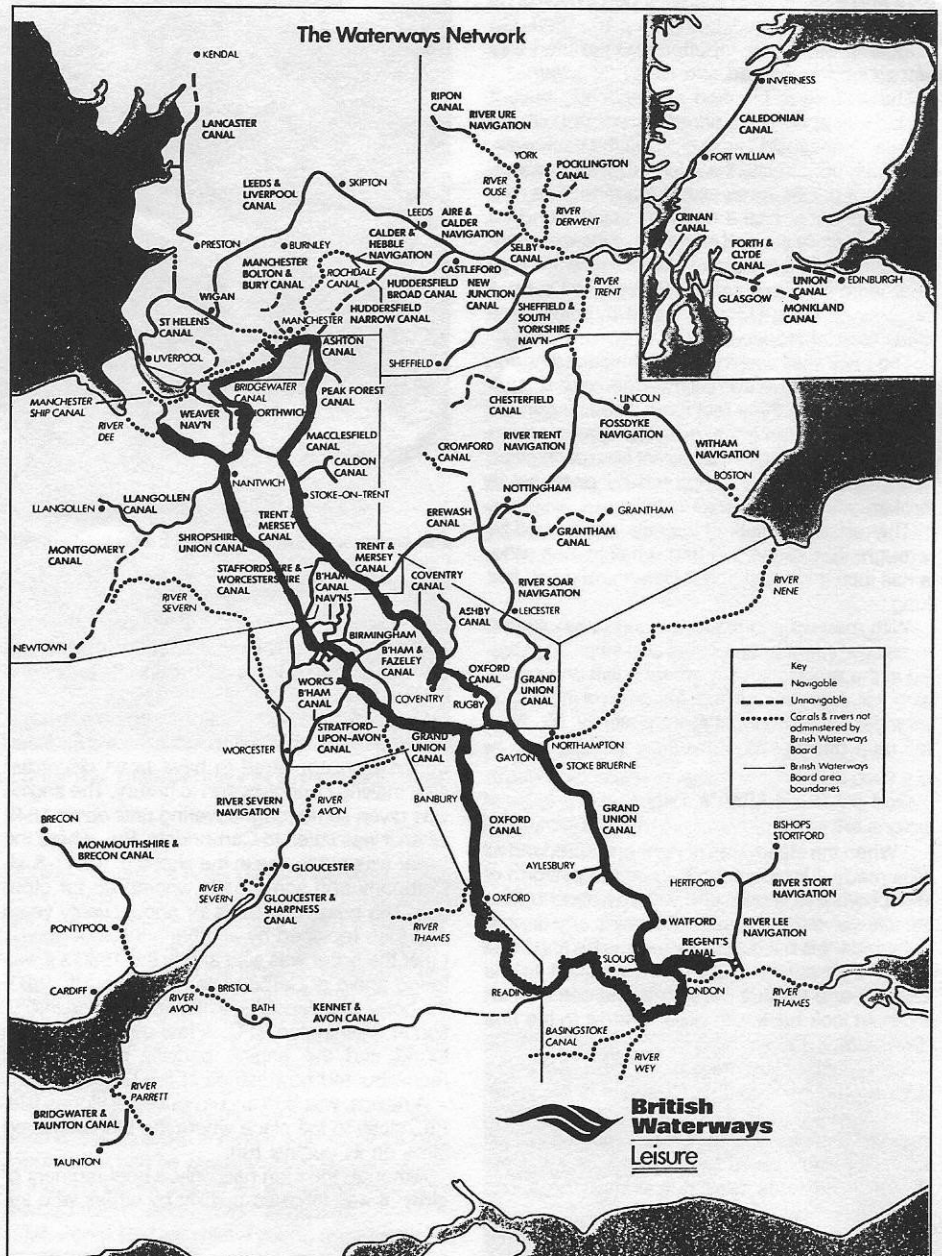 The Waterways Network
KENDAL
LANCASTER
CANAL
RIPON
CANAL
RIVER URE
NAVIGATION
YORK
POCKLINGTON
CANAL
RIVER
OUSE
RIVER
DERWENT
LEEDS &
LIVERPOOL
CANAL
SKIPTON
LEEDS
AIRE &
CALDER
NAVIGATION
SELBY
CANAL
PRESTON
BURNLEY
CALDER &
HEBBLE
NAVIGATION
CASTLEFORD
MANCHESTER
BOLTON &
BURY CANAL
ROCHDALE
CANAL
HUDDERSFIELD
BROAD CANAL
NEW
JUNCTION
CANAL
RIVER
TRENT
WIGAN
HUDDERSFIELD
NARROW CANAL
SHEFFIELD &
SOUTH
YORKSHIRE
NAV'N
ST HELENS
CANAL
MANCHESTER
ASHTON
CANAL
LIVERPOOL
SHEFFIELD
MANCHESTER
SHIP CANAL
BRIDGEWATER
CANAL
PEAK FOREST
CANAL
CHESTERFIELD
CANAL
LINCOLN
RIVER
DEE
WEAVER
NAV'N
NORTHWICH
FOSSDYKE
NAVIGATION
MACCLESFIELD
CANAL
CROMFORD
CANAL
RIVER TRENT
NAVIGATION
WITHAM
NAVIGATION
CALDON
CANAL
BOSTON
NANTWICH
STOKE-ON-TRENT
NOTTINGHAM
LLANGOLLEN
LLANGOLLEN
CANAL
EREWASH
CANAL
GRANTHAM
GRANTHAM
CANAL
MONTGOMERY
CANAL
SHROPSHIRE
UNION CANAL
TRENT &
MERSEY
CANAL
TRENT &
MERSEY
CANAL
STAFFORDSHIRE &
WORCESTERSHIRE
CANAL
B'HAM
CANAL
NAV'NS
COVENTRY
CANAL
RIVER SOAR
NAVIGATION
RIVER
NENE
RIVER
SEVERN
ASHBY
CANAL
LEICESTER
NEWTOWN
BIRMINGHAM
B'HAM &
FAZELEY
CANAL
OXFORD
CANAL
GRAND
UNION
CANAL
WORCS &
B'HAM
CANAL
COVENTRY
RUGBY
STRATFORD-
UPON-AVON
CANAL
GRAND
UNION
CANAL
NORTHAMPTON
WORCESTER
GAYTON
STOKE BRUERNE
RIVER SEVERN
NAVIGATION
RIVER
AVON
BANBURY
OXFORD
CANAL
GRAND
UNION
CANAL
BRECON
MONMOUTHSHIRE
& BRECON CANAL
AYLESBURY
BISHOPS
STORTFORD
GLOUCESTER
HERTFORD
RIVER STORT
NAVIGATION
RIVER
SEVERN
GLOUCESTER
& SHARPNESS
CANAL
OXFORD
WATFORD
RIVER LEE
NAVIGATION
PONTYPOOL
RIVER
THAMES
REGENT'S
CANAL
SLOUG
CARDIFF
RIVER
AVON
BRISTOL
READING
ONDON
RIVER
THAMES
BATH
KENNET &
AVON CANAL
BASINGSTOKE
CANAL
RIVER
WEY
RIVER
PARRETT
BRIDGWATER &
TAUNTON CANAL
TAUNTON
INVERNESS
CALEDONIAN
CANAL
FORT WILLIAM
CRINAN
CANAL
FORTH &
CLYDE
CANAL
UNION
CANAL
EDINBURGH
GLASGOW
MONKLAND
CANAL
Key
Navigable
Unnavigable
Canals & rivers not
administered by
British Waterways
Board
British Waterways
Board area
boundaries
British
Waterways
Leisure